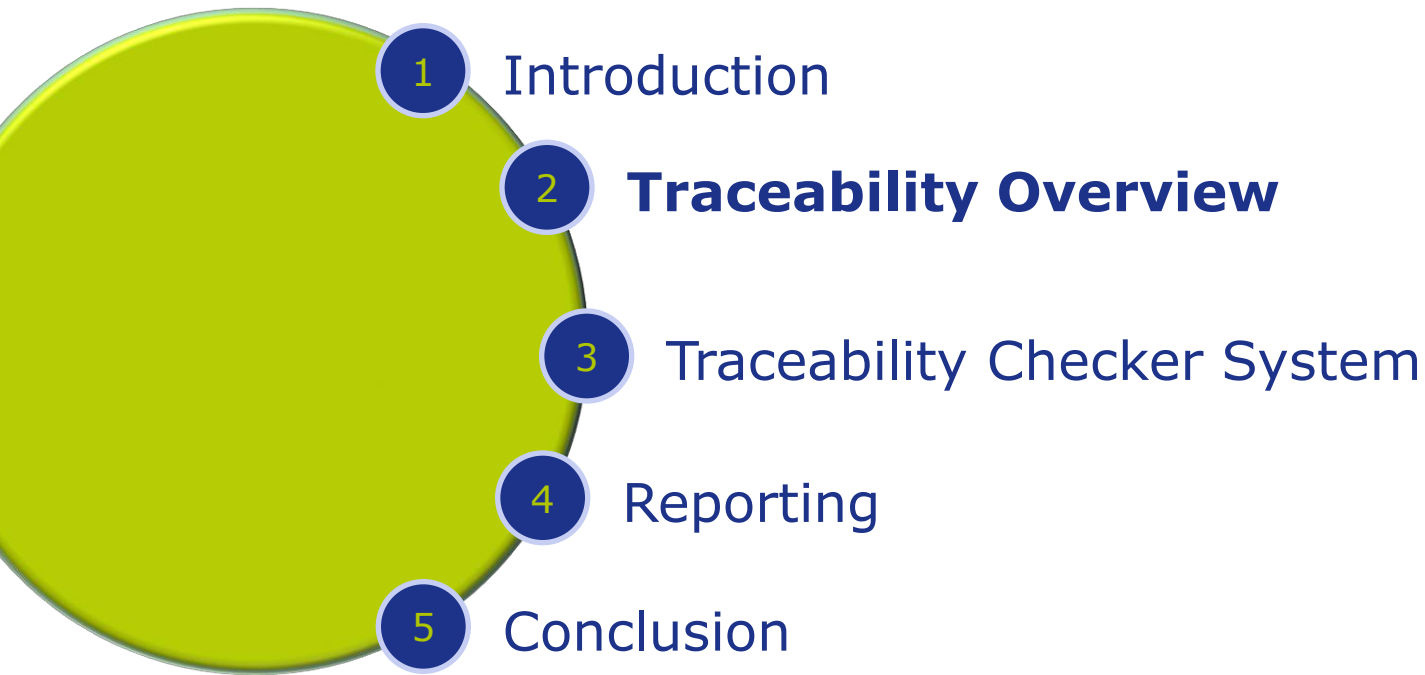 1 Introduction
2 Traceability Overview
3 Traceability Checker System
4 Reporting
5 Conclusion